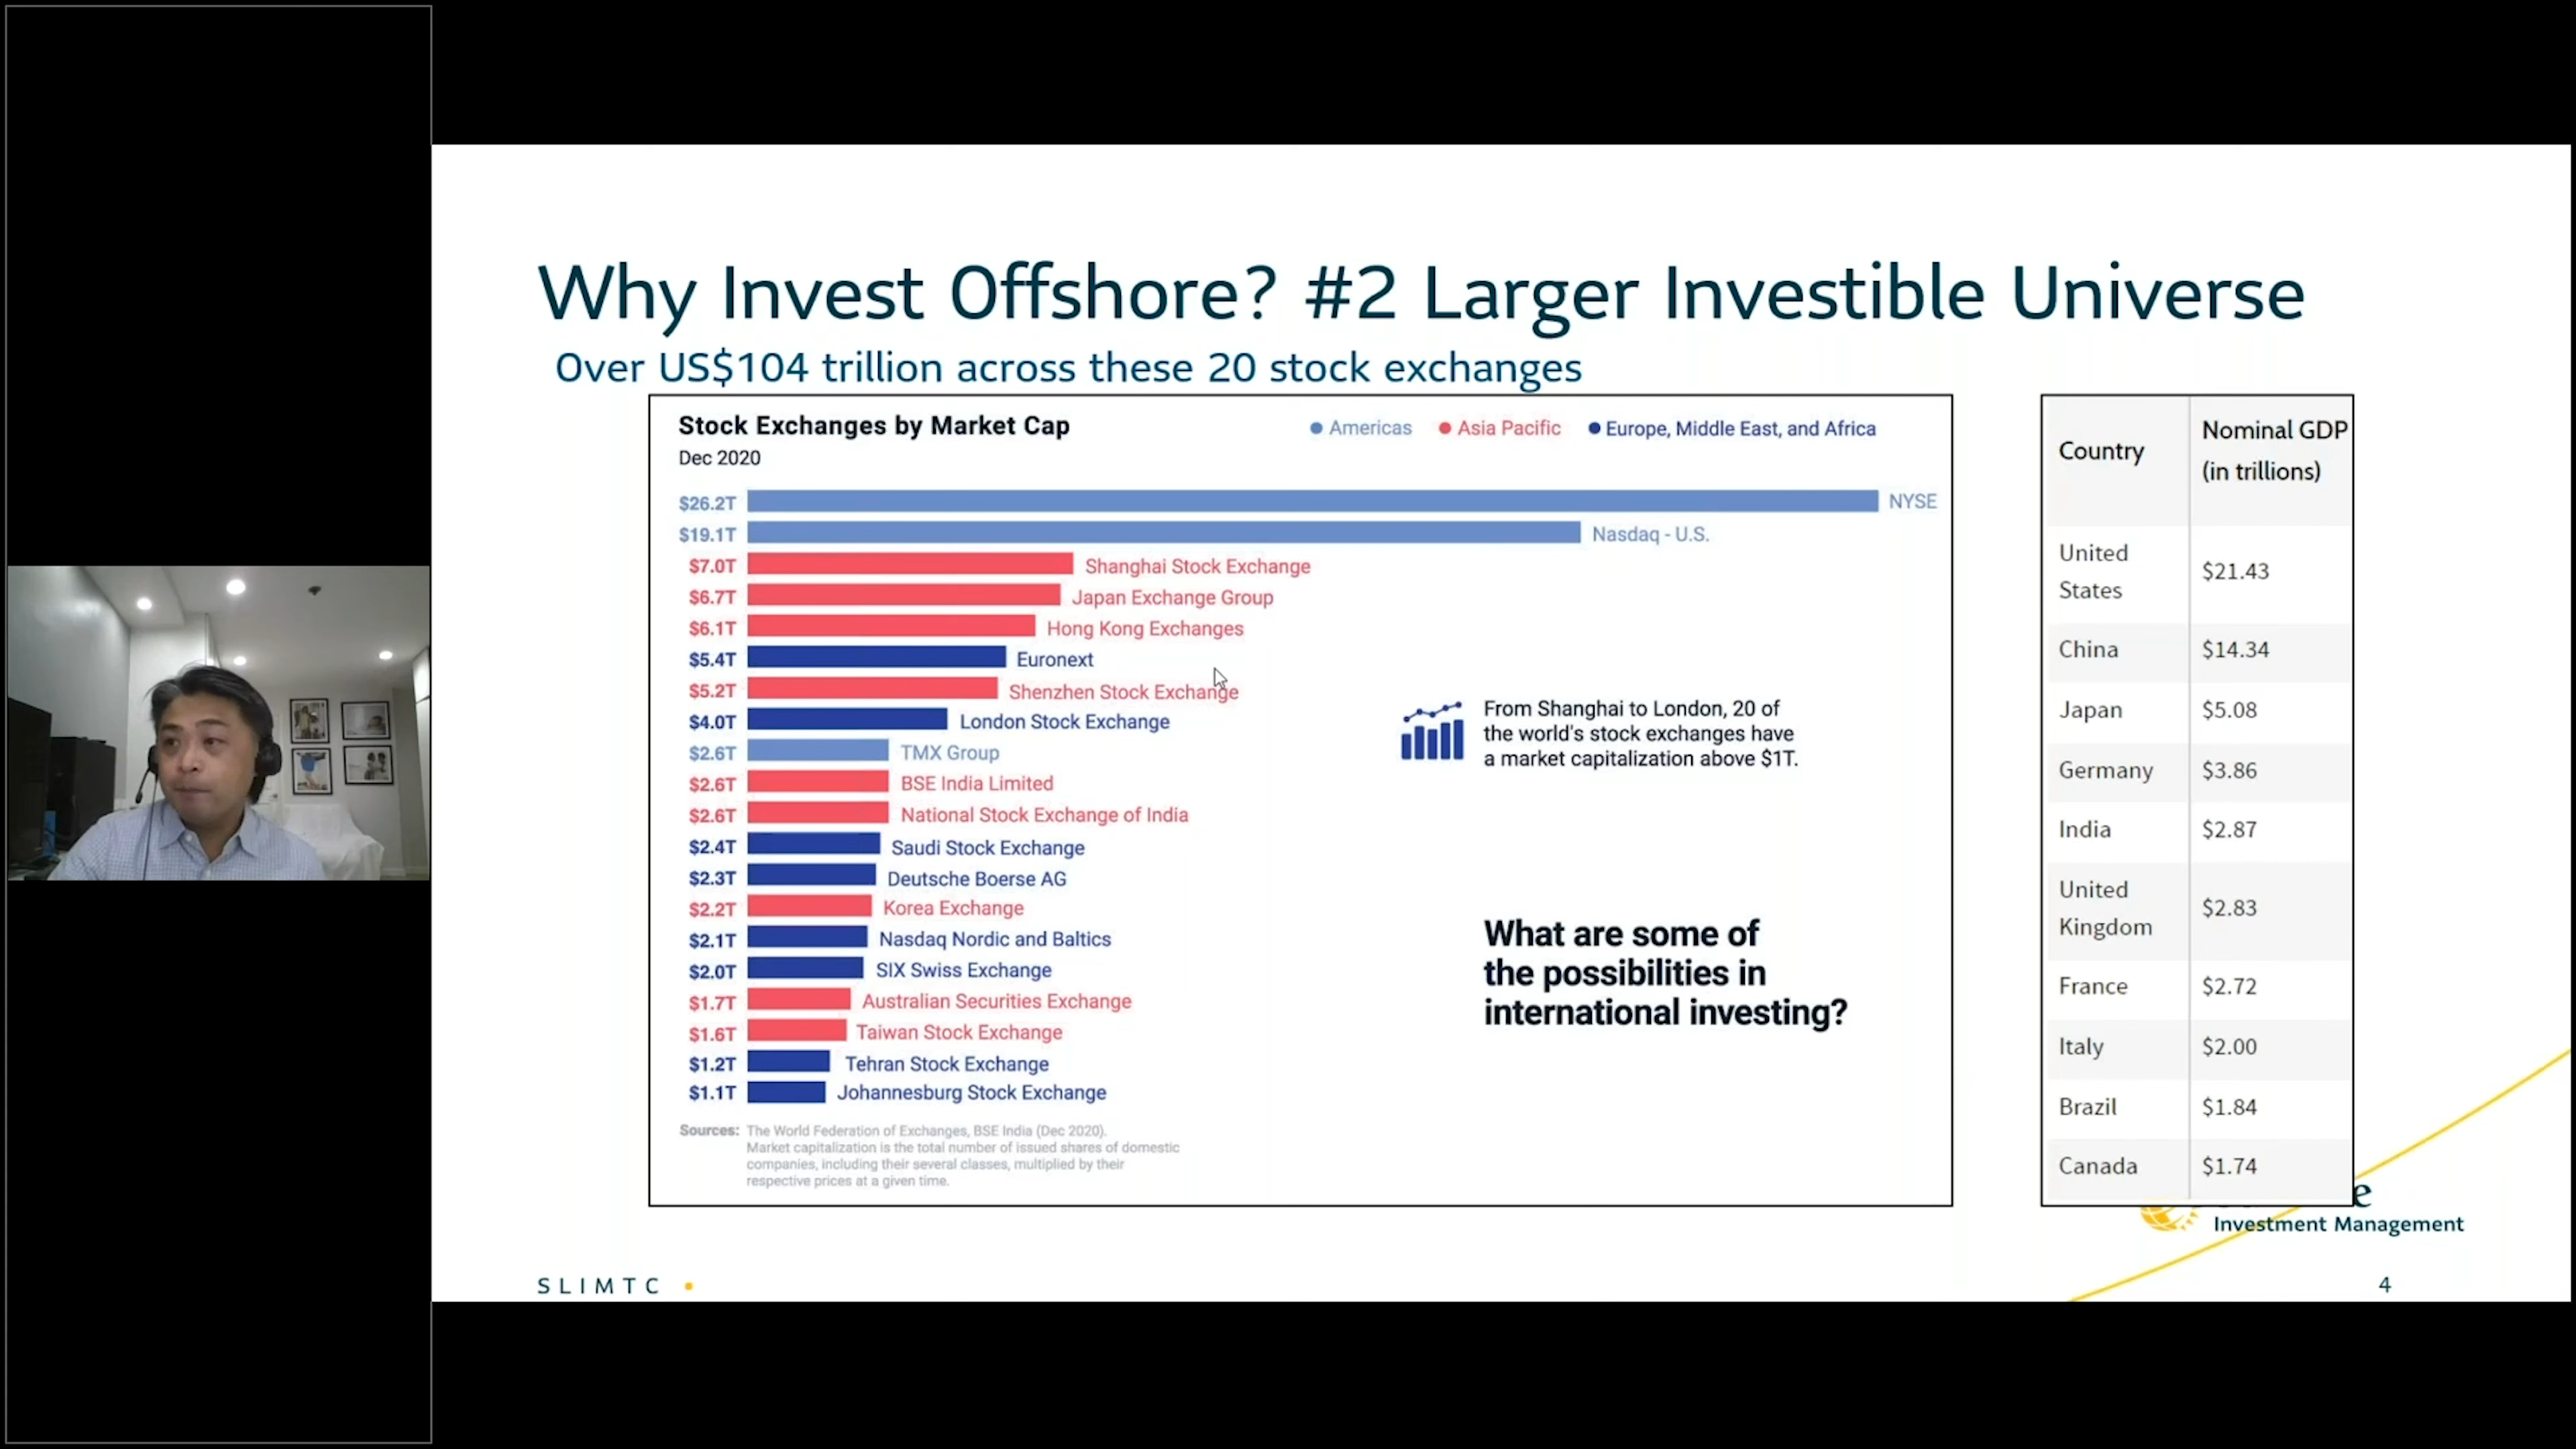 Why Invest Offshore? #2 Larger Investible Universe
Over US$104 trillion across these 20 stock exchanges
Stock Exchanges by Market Cap
Dec 2020
Americas Asia Pacific Europe, Middle East, and Africa
$26.2T NYSE
$19.1T Nasdaq - U.S.
$7.0T Shanghai Stock Exchange
$6.7T Japan Exchange Group
$6.1T Hong Kong Exchanges
$5.4T Euronext
$5.2T Shenzhen Stock Exchange
$4.0T London Stock Exchange
$2.6T TMX Group
$2.6T BSE India Limited
$2.6T National Stock Exchange of India
$2.4T Saudi Stock Exchange
$2.3T Deutsche Boerse AG
$2.2T Korea Exchange
$2.1T Nasdaq Nordic and Baltics
$2.0T SIX Swiss Exchange
$1.7T Australian Securities Exchange
$1.6T Taiwan Stock Exchange
$1.2T Tehran Stock Exchange
$1.1T Johannesburg Stock Exchange
From Shanghai to London, 20 of
the world's stock exchanges have
a market capitalization above $1T.
What are some of
the possibilities in
international investing?
Sources: The World Federation of Exchanges, BSE India (Dec 2020).
Market capitalization is the total number of issued shares of domestic
companies, including their several classes, multiplied by their
respective prices at a given time.
Country Nominal GDP
(in trillions)
United
States $21.43
China $14.34
Japan $5.08
Germany $3.86
India $2.87
United
Kingdom $2.83
France $2.72
Italy $2.00
Brazil $1.84
Canada $1.74
Investment Management
SLIMTC
4